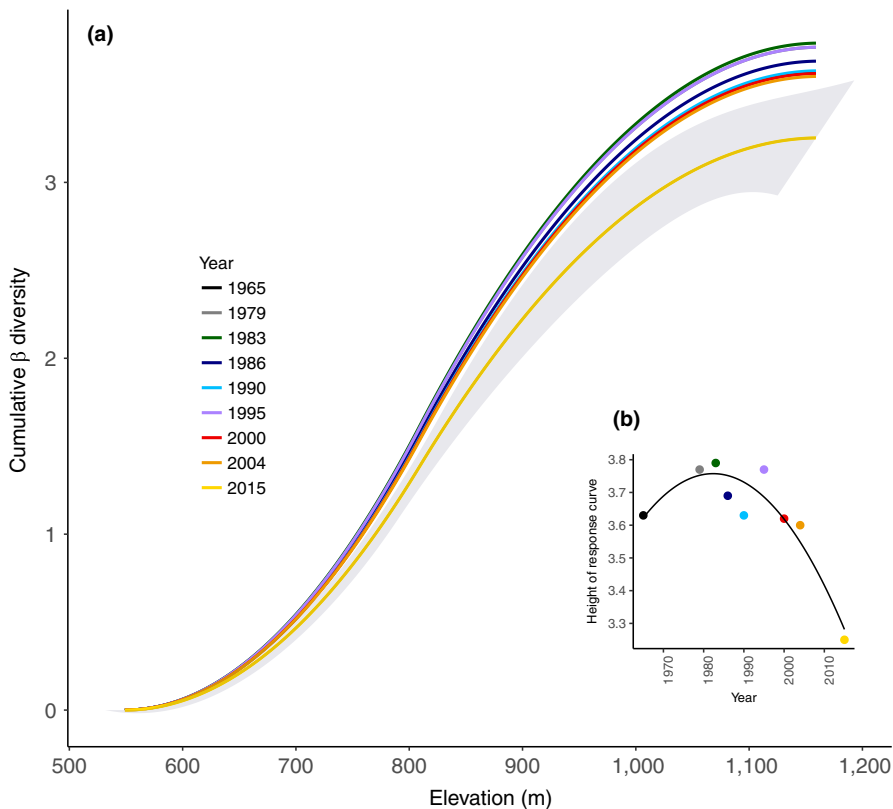 (a)
Cumulative β diversity
3
2
1
0
Year
1965
1979
1983
1986
1990
1995
2000
2004
2015
500 600 700 800 900 1,000 1,100 1,200
Elevation (m)
(b)
Height of response curve
3.8
3.7
3.6
3.5
3.4
3.3
1970 1980 1990 2000 2010
Year